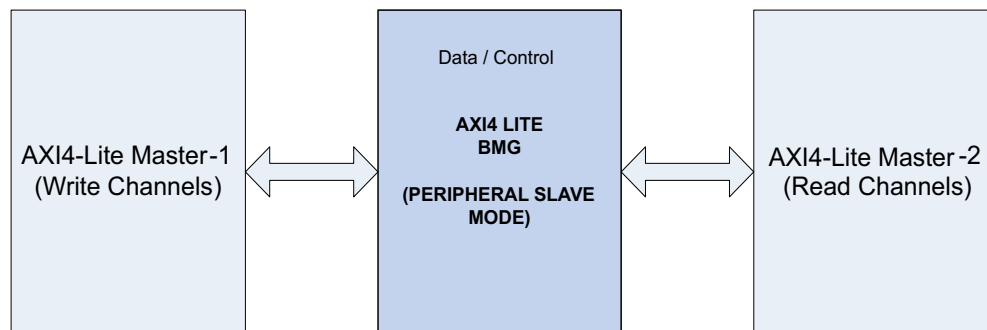 AXI4-Lite Master-1
(Write Channels)
Data / Control
AXI4 LITE
BMG
(PERIPHERAL SLAVE
MODE)
AXI4-Lite Master-2
(Read Channels)